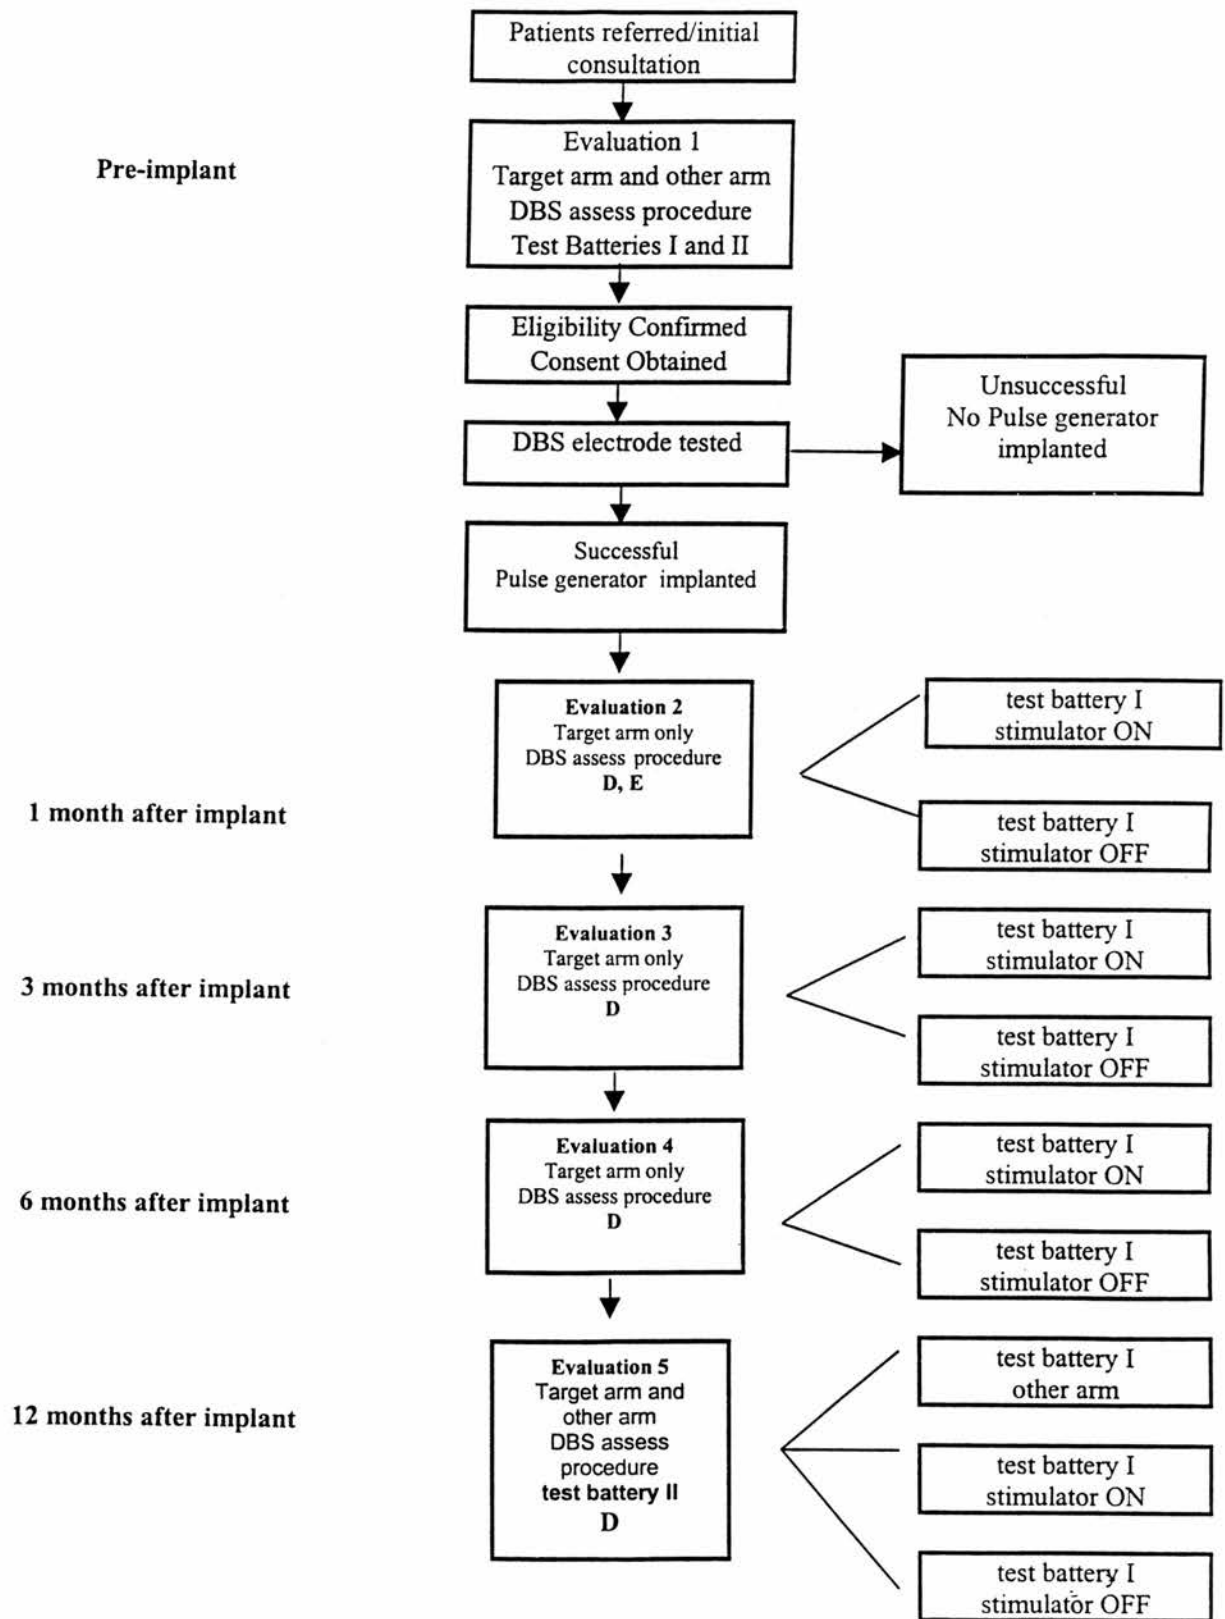 Patients referred/initial
consultation
Pre-implant
Evaluation 1
Target arm and other arm
DBS assess procedure
Test Batteries I and II
Eligibility Confirmed
Consent Obtained
DBS electrode tested
Unsuccessful
No Pulse generator
implanted
Successful
Pulse generator implanted
1 month after implant
Evaluation 2
Target arm only
DBS assess procedure
D, E
test battery I
stimulator ON
test battery I
stimulator OFF
3 months after implant
Evaluation 3
Target arm only
DBS assess procedure
D
test battery I
stimulator ON
test battery I
stimulator OFF
6 months after implant
Evaluation 4
Target arm only
DBS assess procedure
D
test battery I
stimulator ON
test battery I
stimulator OFF
12 months after implant
Evaluation 5
Target arm and
other arm
DBS assess
procedure
test battery II
D
test battery I
other arm
test battery I
stimulator ON
test battery I
stimulator OFF